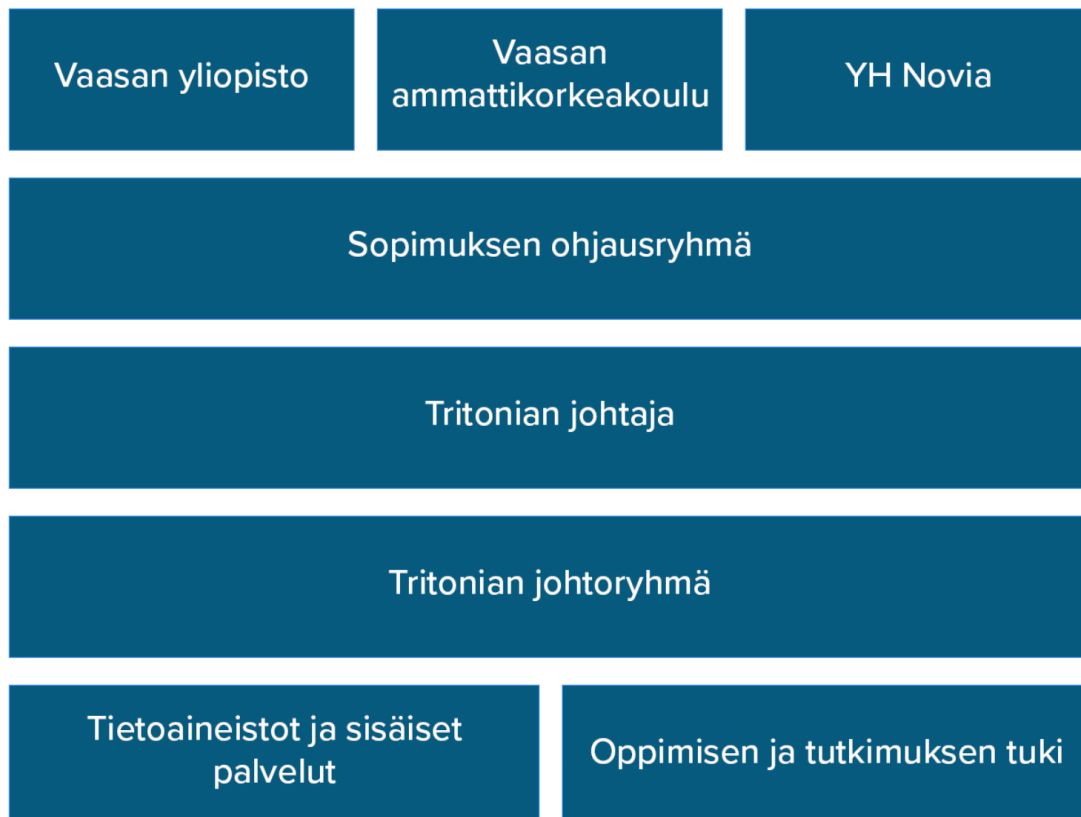 Vaasan yliopisto
Vaasan
ammattikorkeakoulu
YH Novia
Sopimuksen ohjausryhmä
Tritonian johtaja
Tritonian johtoryhmä
Tietoaineistot ja sisäiset
palvelut
Oppimisen ja tutkimuksen tuki